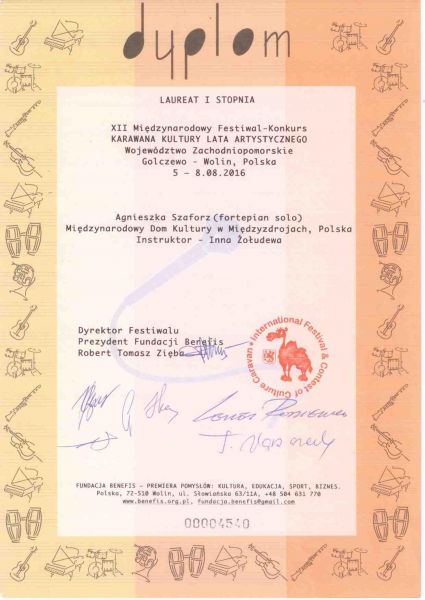 dyplom
LAUREAT I STOPNIA
XII Międzynarodowy Festiwal-Konkurs
KARAWANA KULTURY LATA ARTYSTYCZNEGO
Województwo Zachodniopomorskie
Golczewo - Wolin, Polska
5 - 8.08.2016
Agnieszka Szaforz(fortepian solo)
Międzynarodowy Dom Kultury w Międzyzdrojach, Polska
Instruktor - Inna Żołudewa
Dyrektor Festiwalu
Prezydent Fundacji Benefis
Robert Tomasz Zięba
International Festival & Contest of Culture Caravan
FUNDACJA BENEFIS - PREMIERA POMYSŁÓW: KULTURA, EDUKACJA, SPORT, BIZNES.
Polska, 72-510 Wolin, ul. Słowiańska 63/11A, +48 504 631 770
www.benefis.org.pl, fundacja.benefis@gmail.com
00004540